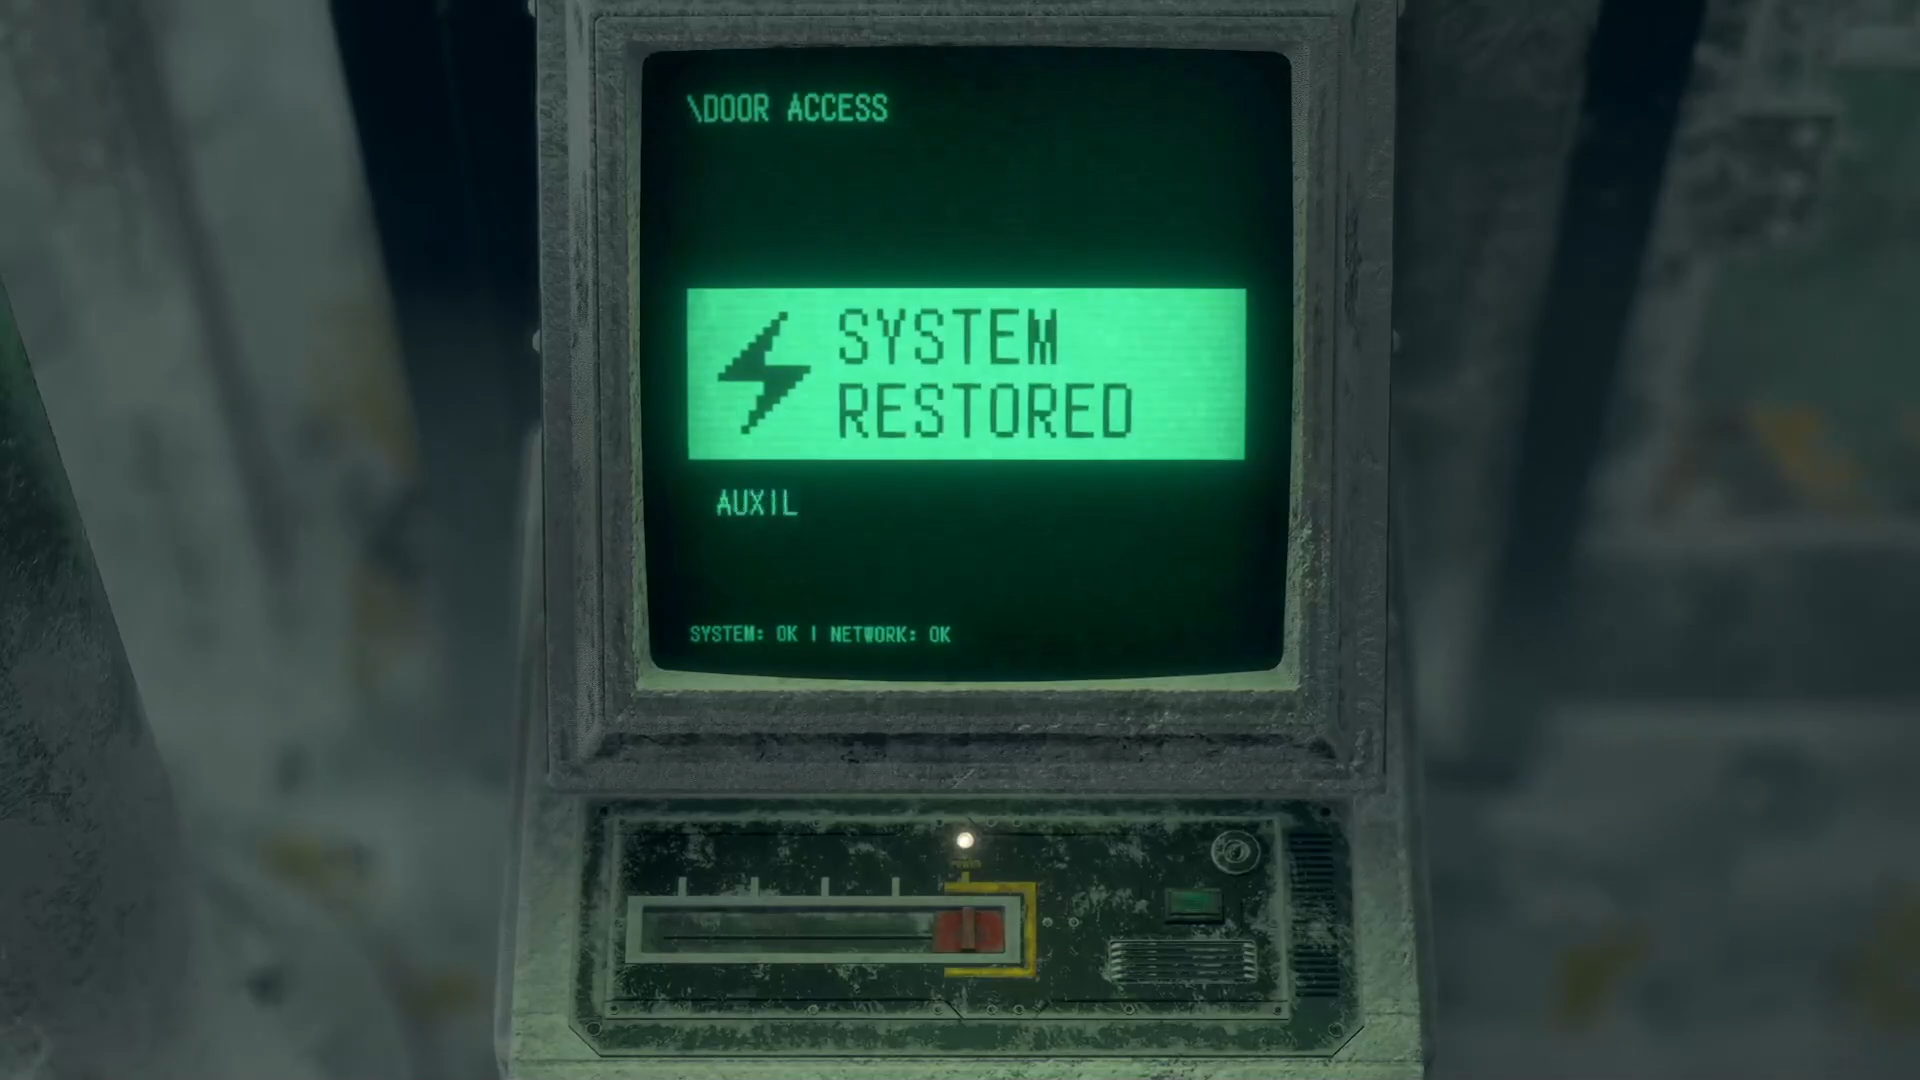 \DOOR ACCESS
SYSTEM
RESTORED
AUXIL
SYSTEM: OK | NETWORK: OK